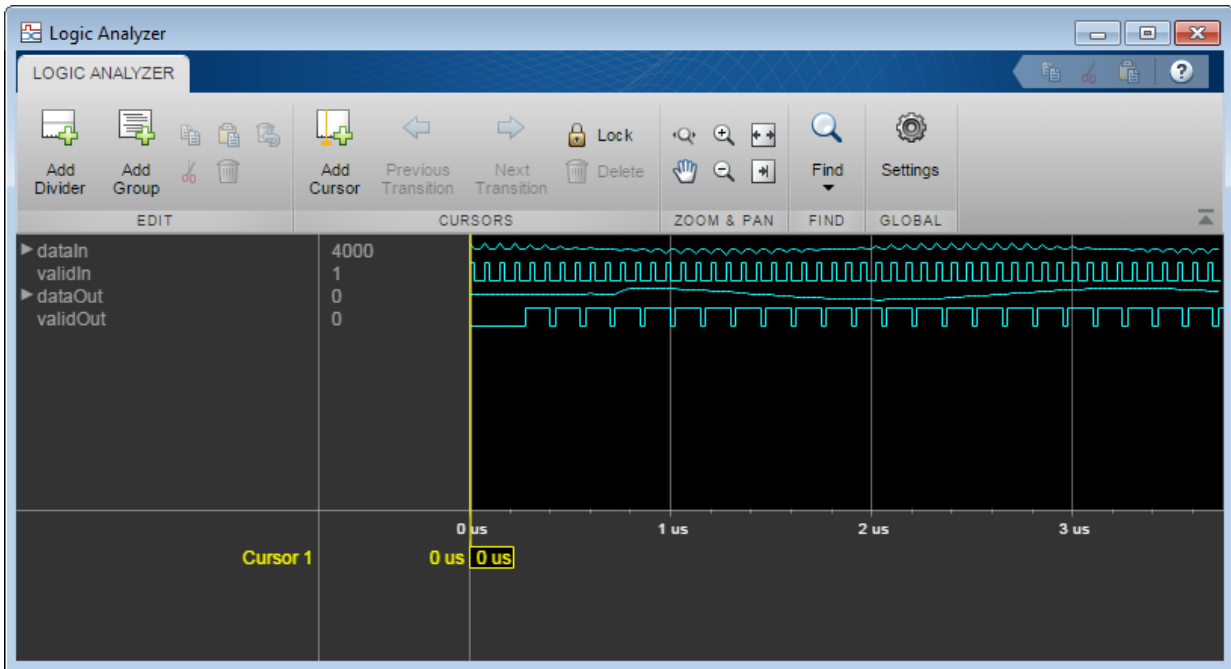 Logic Analyzer
LOGIC ANALYZER
?
Add Divider
Add Group
Add Cursor
Previous Transition
Next Transition
Lock
Delete
Find
Settings
EDIT
CURSORS
ZOOM & PAN
FIND
GLOBAL
dataIn 4000
validIn 1
dataOut 0
validOut 0
0 us 1 us 2 us 3 us
Cursor 1 0 us 0 us